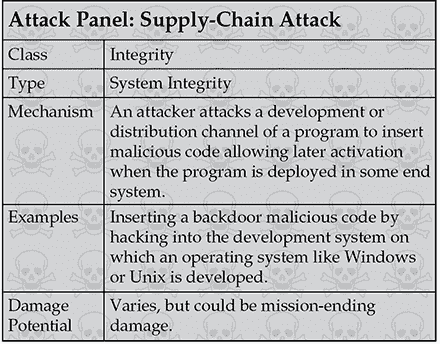 Attack Panel: Supply-Chain Attack
Class Integrity
Type System Integrity
Mechanism An attacker attacks a development or
distribution channel of a program to insert
malicious code allowing later activation
when the program is deployed in some end
system.
Examples Inserting a backdoor malicious code by
hacking into the development system on
which an operating system like Windows
or Unix is developed.
Damage Varies, but could be mission-ending
Potential damage.